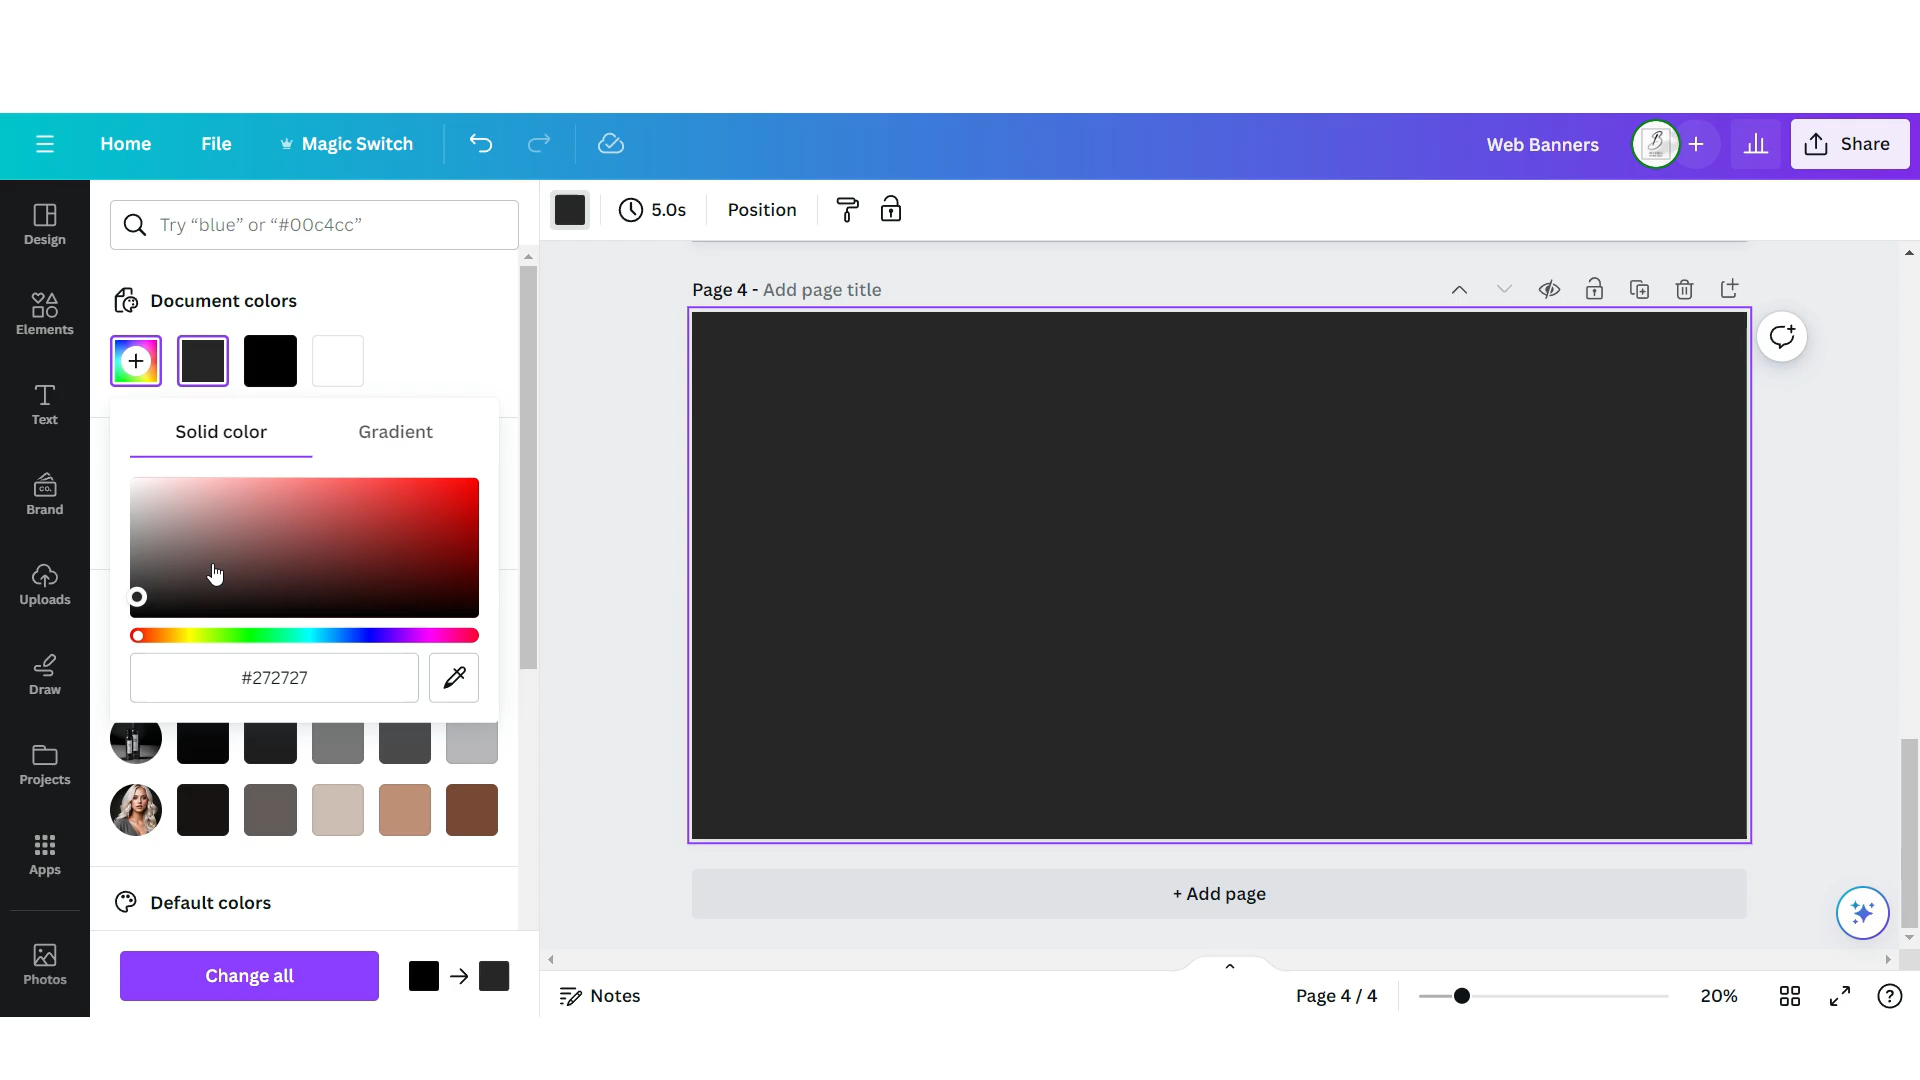 Home
File
Magic Switch
Web Banners
Share
Try “blue” or “#00c4cc”
5.0s
Position
Design
Elements
Text
CO.
Brand
Uploads
Draw
Projects
Apps
Photos
Document colors
Solid color
Gradient
#272727
Default colors
Change all
Page 4 - Add page title
+ Add page
Notes
Page 4 / 4
20%